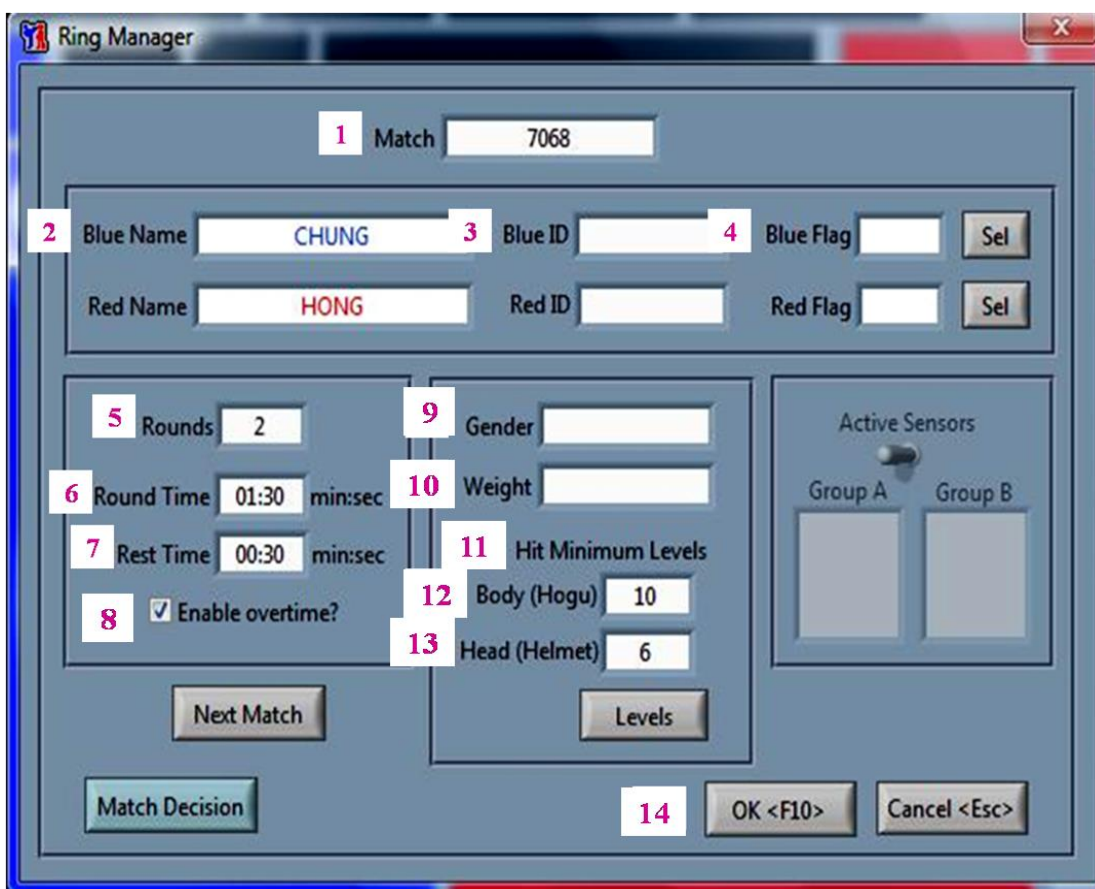 Ring Manager
X
1 Match 7068
2 Blue Name CHUNG 3 Blue ID 4 Blue Flag Sel
Red Name HONG Red ID Red Flag Sel
5 Rounds 2
6 Round Time 01:30 min:sec
7 Rest Time 00:30 min:sec
8 Enable overtime?
9 Gender
10 Weight
11 Hit Minimum Levels
12 Body (Hogu) 10
13 Head (Helmet) 6
Levels
Active Sensors
Group A Group B
Next Match
Match Decision
14 OK <F10> Cancel <Esc>